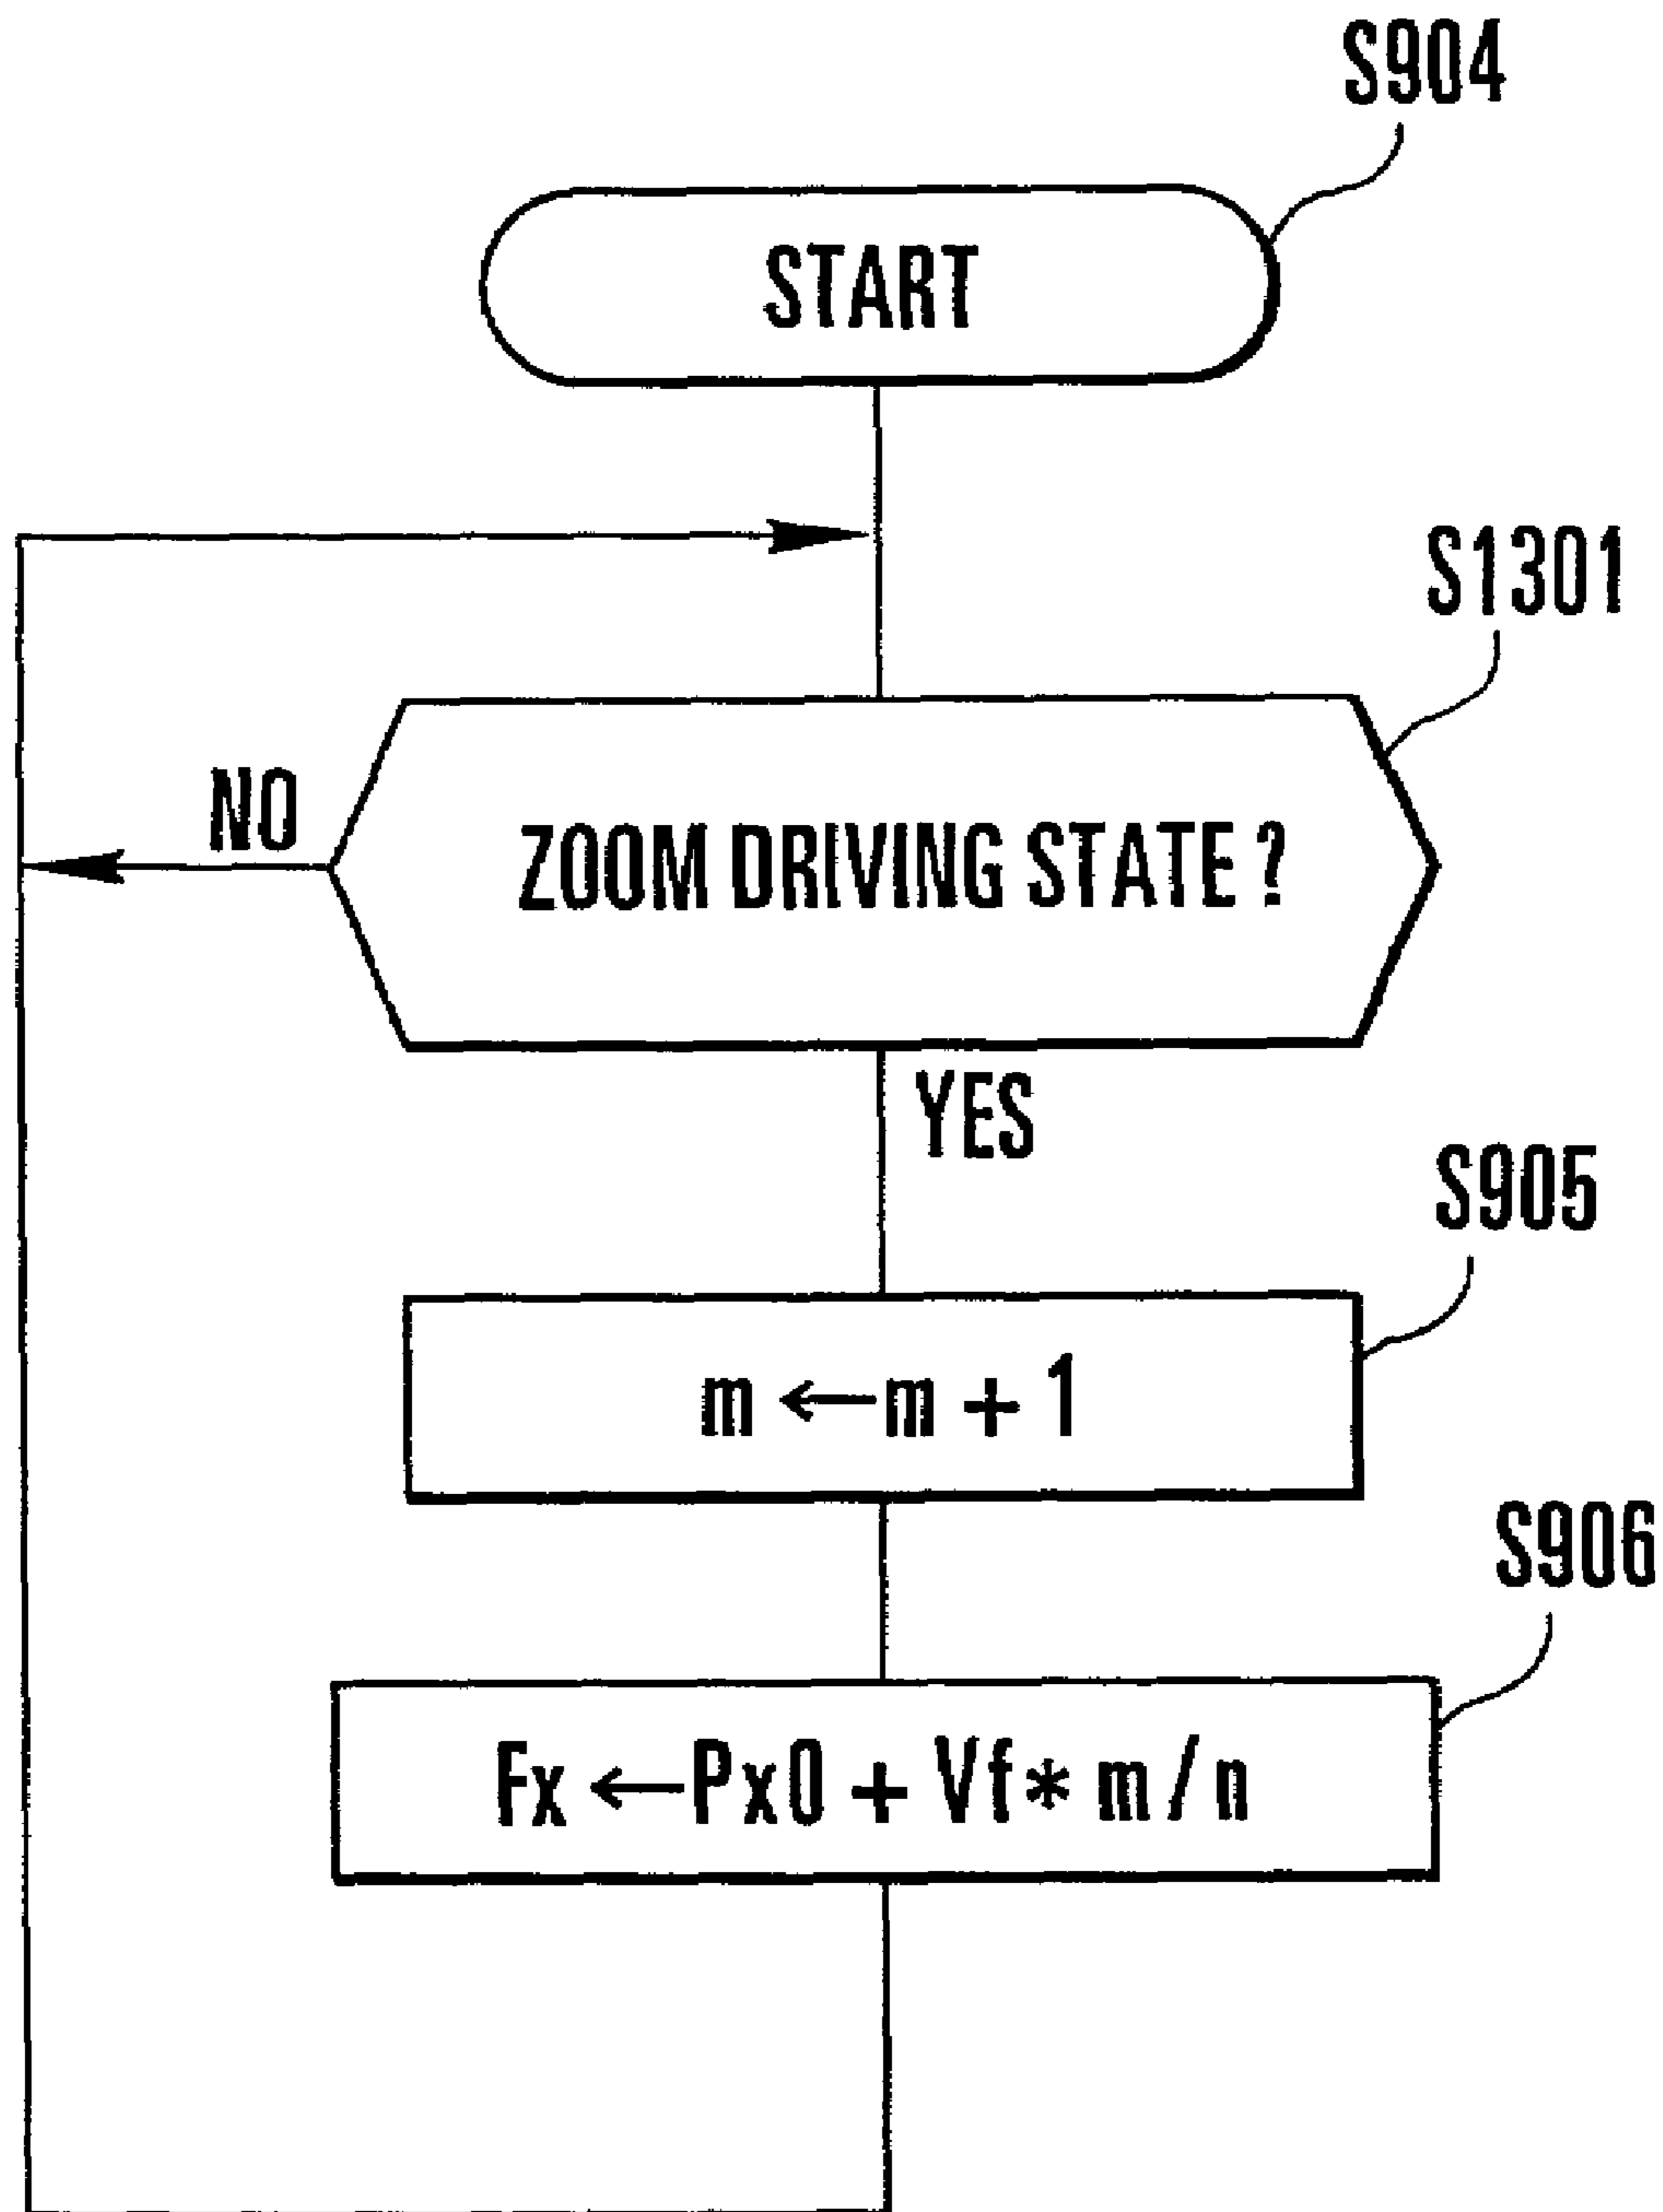 S904
START
S1301
NO
ZOOM DRIVING STATE ?
YES
S905
m ← m + 1
S906
Fx ← Px0 + Vf * m / n